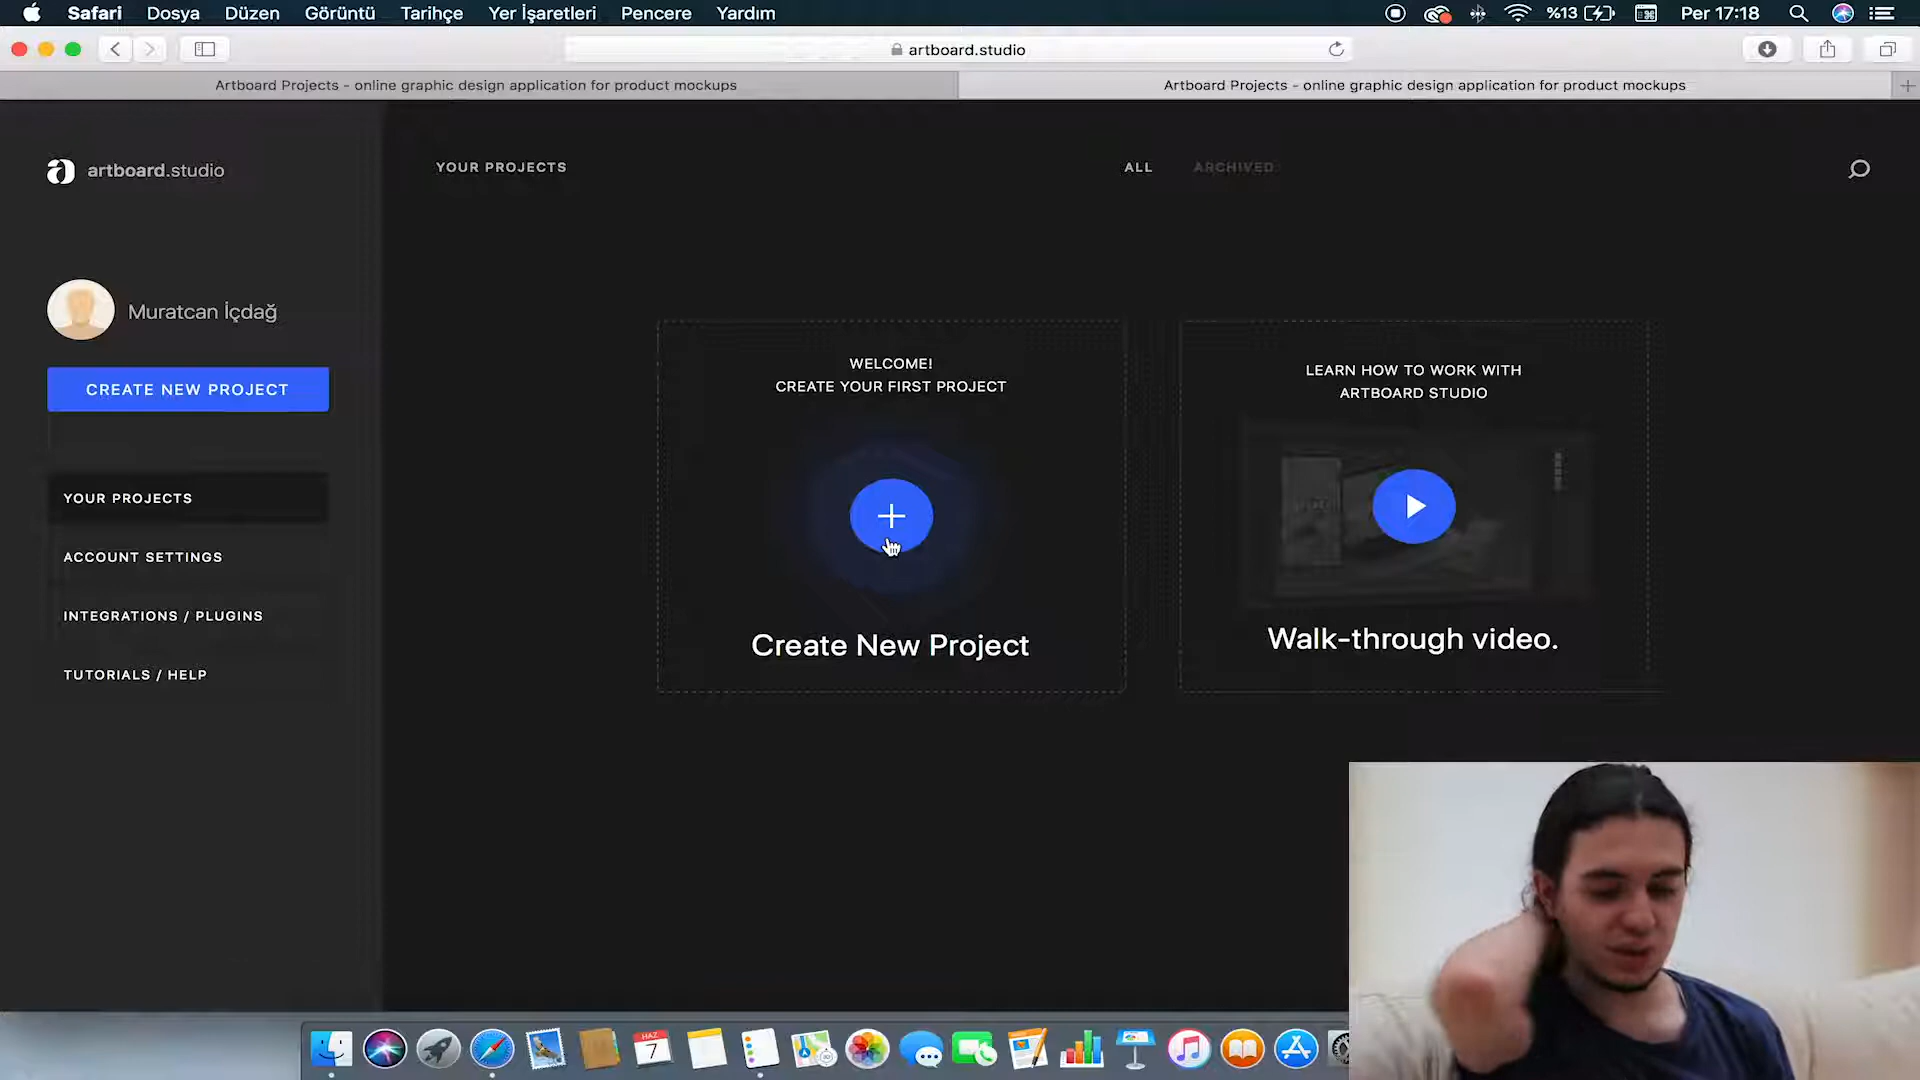 Safari Dosya Düzen Görüntü Tarihçe Yer İşaretleri Pencere Yardım %13 Per 17:18
artboard.studio
Artboard Projects - online graphic design application for product mockups Artboard Projects - online graphic design application for product mockups
artboard.studio
YOUR PROJECTS ALL ARCHIVED
Muratcan İçdağ
CREATE NEW PROJECT
YOUR PROJECTS
ACCOUNT SETTINGS
INTEGRATIONS / PLUGINS
TUTORIALS / HELP
WELCOME!
CREATE YOUR FIRST PROJECT
Create New Project
LEARN HOW TO WORK WITH
ARTBOARD STUDIO
Walk-through video.
HAZ
7